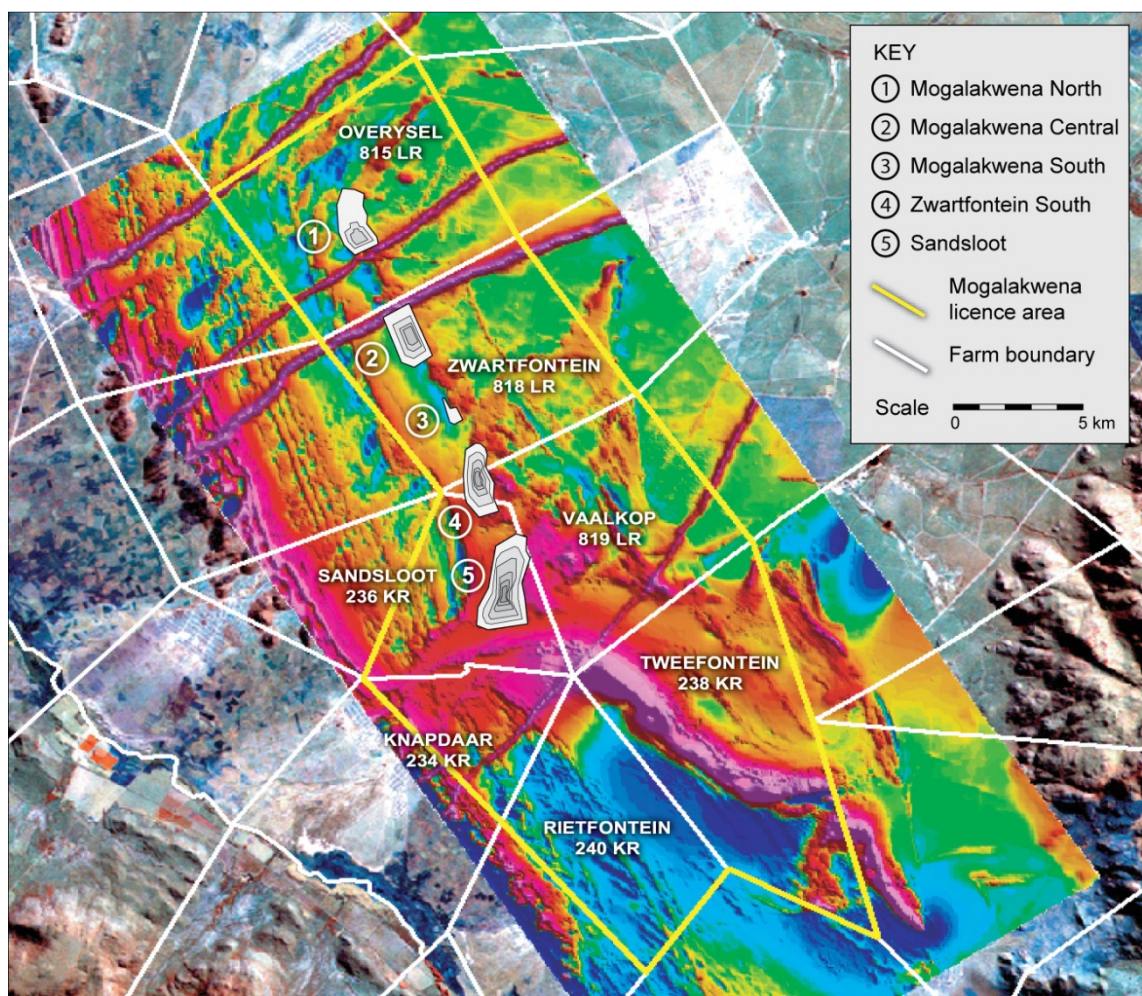 KEY
1 Mogalakwena North
2 Mogalakwena Central
3 Mogalakwena South
4 Zwartfontein South
5 Sandsloot
Mogalakwena
licence area
Farm boundary
Scale
0 5 km
OVERYSEL
815 LR
1
2
ZWARTFONTEIN
818 LR
3
4
VAALKOP
819 LR
5
SANDSLOOT
236 KR
TWEEFONTEIN
238 KR
KNAPDAAR
234 KR
RIETFONTEIN
240 KR